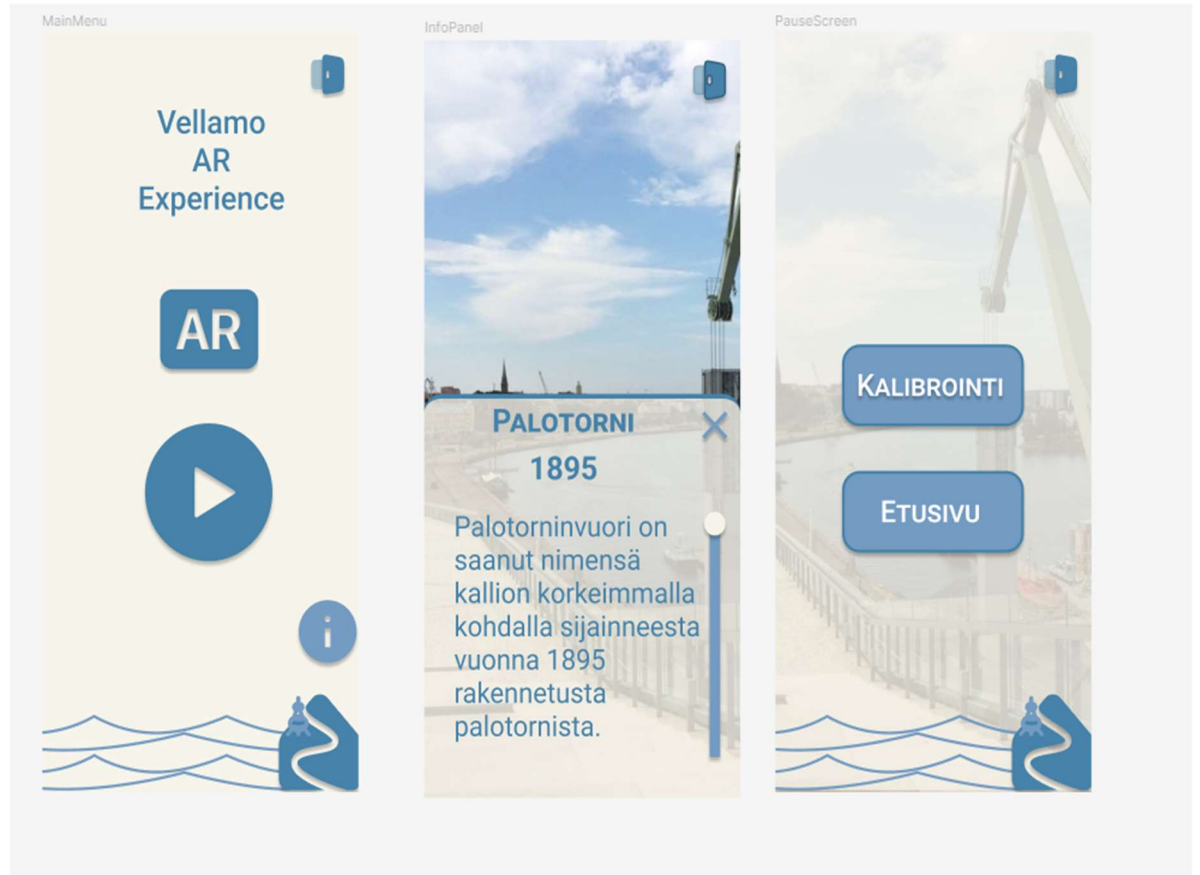 MainMenu
Vellamo
AR
Experience
AR
i
InfoPanel
PALOTORNI
1895
Palotorninvuori on
saanut nimensä
kallion korkeimmalla
kohdalla sijainneesta
vuonna 1895
rakennetusta
palotornista.
PauseScreen
KALIBROINTI
ETUSIVU